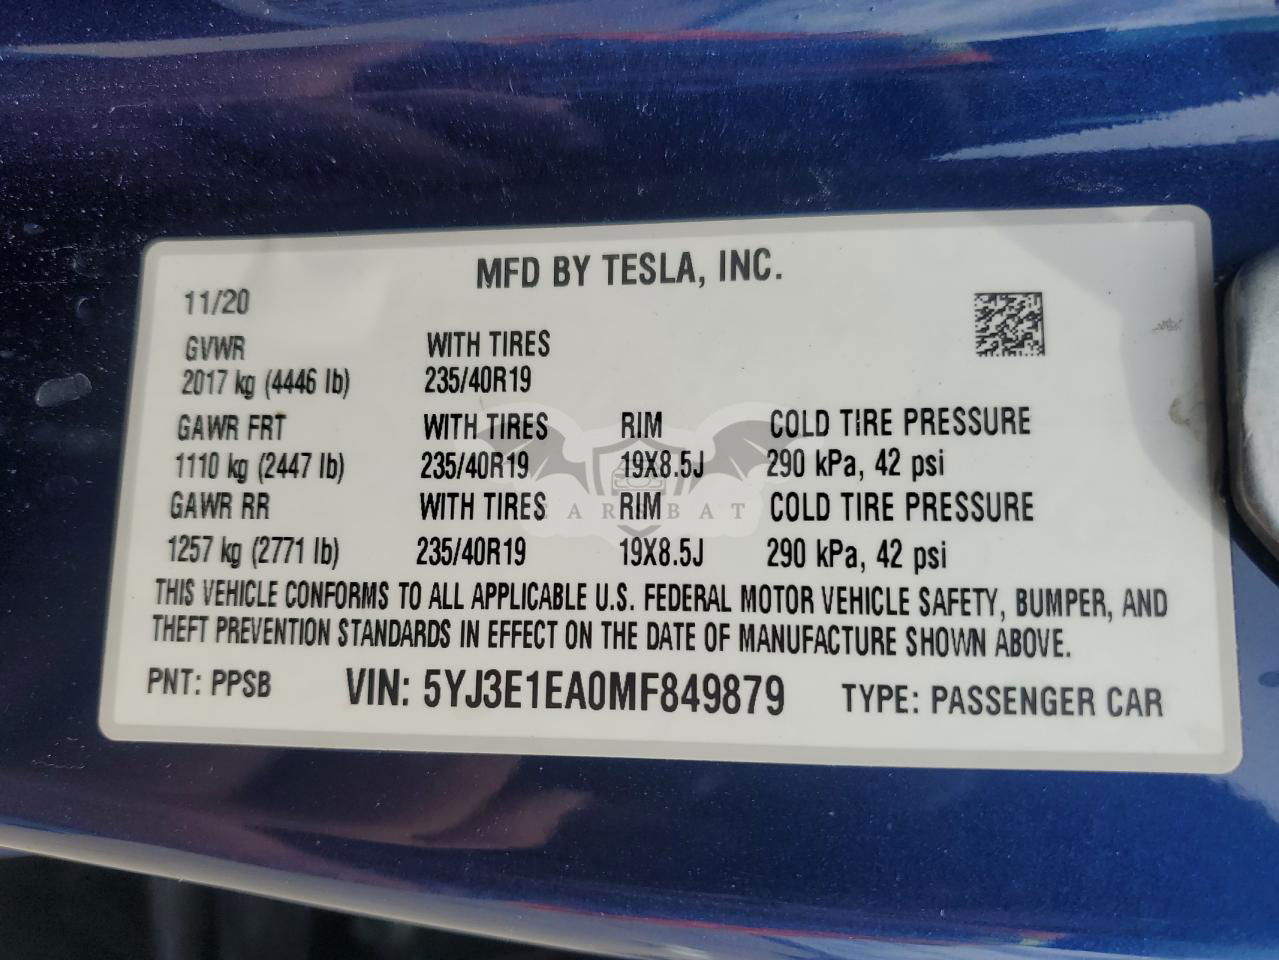 MFD BY TESLA, INC.
11/20
GVWR WITH TIRES
2017 kg (4446 lb) 235/40R19
GAWR FRT WITH TIRES RIM COLD TIRE PRESSURE
1110 kg (2447 lb) 235/40R19 19X8.5J 290 kPa, 42 psi
GAWR RR WITH TIRES RIM COLD TIRE PRESSURE
CARSBAT
1257 kg (2771 lb) 235/40R19 19X8.5J 290 kPa, 42 psi
THIS VEHICLE CONFORMS TO ALL APPLICABLE U.S. FEDERAL MOTOR VEHICLE SAFETY, BUMPER, AND
THEFT PREVENTION STANDARDS IN EFFECT ON THE DATE OF MANUFACTURE SHOWN ABOVE.
PNT: PPSB VIN: 5YJ3E1EA0MF849879 TYPE: PASSENGER CAR